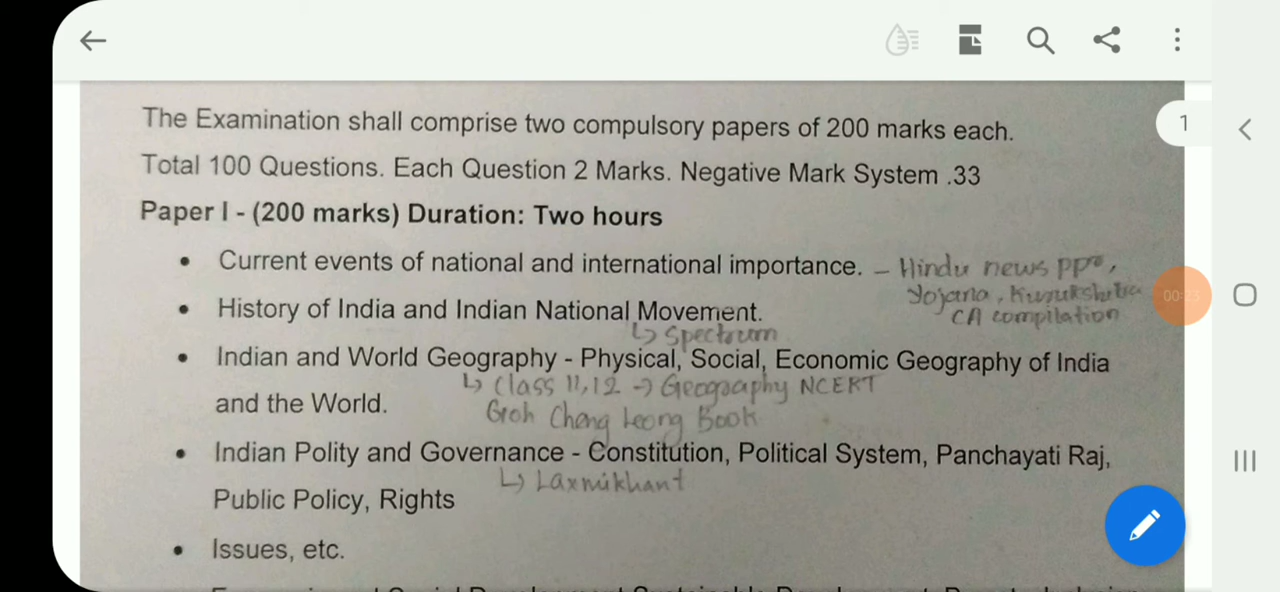 1
The Examination shall comprise two compulsory papers of 200 marks each.
Total 100 Questions. Each Question 2 Marks. Negative Mark System .33
Paper I - (200 marks) Duration: Two hours
• Current events of national and international importance. – Hindu news
Yojana, Kurukshetra
CA compilation
00:23
• History of India and Indian National Movement.
↳ Spectrum
• Indian and World Geography - Physical, Social, Economic Geography of India
↳ Class 11,12 → Geography NCERT
and the World.
Groh Cheng Leong Book
• Indian Polity and Governance - Constitution, Political System, Panchayati Raj,
↳ Laxmikhant
Public Policy, Rights
• Issues, etc.